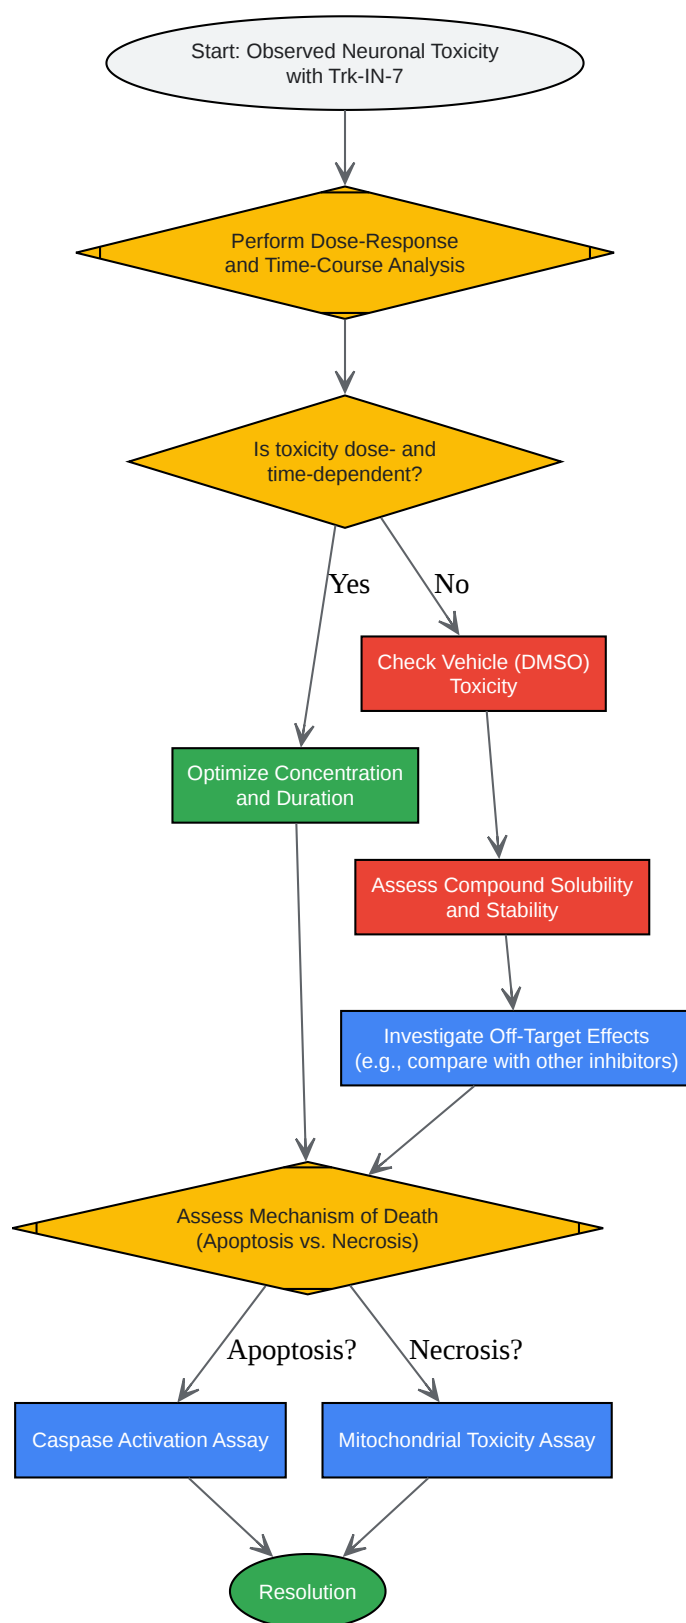 Start: Observed Neuronal Toxicity
with Trk-IN-7
Perform Dose-Response
and Time-Course Analysis
Is toxicity dose- and
time-dependent?
Yes
No
Check Vehicle (DMSO)
Toxicity
Optimize Concentration
and Duration
Assess Compound Solubility
and Stability
Investigate Off-Target Effects
(e.g., compare with other inhibitors)
Assess Mechanism of Death
(Apoptosis vs. Necrosis)
Apoptosis?
Necrosis?
Caspase Activation Assay
Mitochondrial Toxicity Assay
Resolution